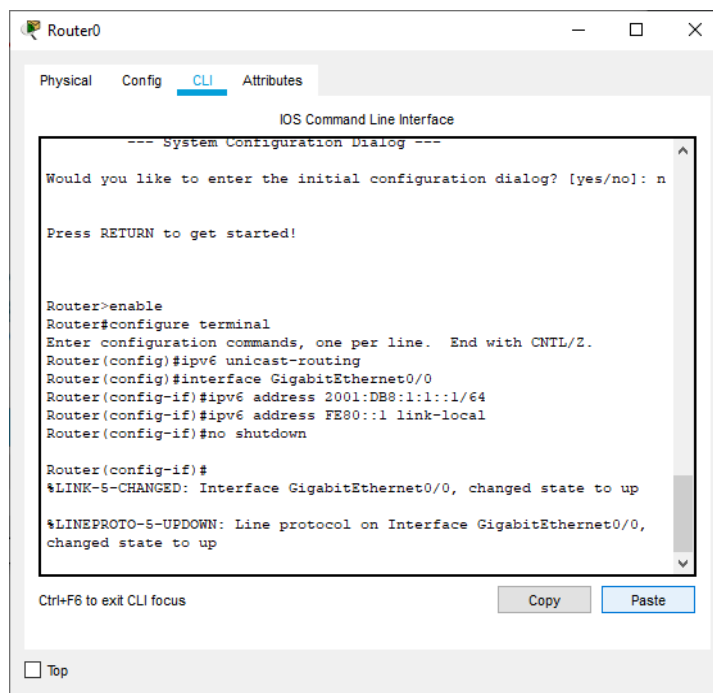 Router0
Physical Config CLI Attributes
IOS Command Line Interface
--- System Configuration Dialog ---
Would you like to enter the initial configuration dialog? [yes/no]: n
Press RETURN to get started!
Router>enable
Router#configure terminal
Enter configuration commands, one per line.  End with CNTL/Z.
Router(config)#ipv6 unicast-routing
Router(config)#interface GigabitEthernet0/0
Router(config-if)#ipv6 address 2001:DB8:1:1::1/64
Router(config-if)#ipv6 address FE80::1 link-local
Router(config-if)#no shutdown
Router(config-if)#
%LINK-5-CHANGED: Interface GigabitEthernet0/0, changed state to up
%LINEPROTO-5-UPDOWN: Line protocol on Interface GigabitEthernet0/0,
changed state to up
Ctrl+F6 to exit CLI focus
Copy Paste
Top